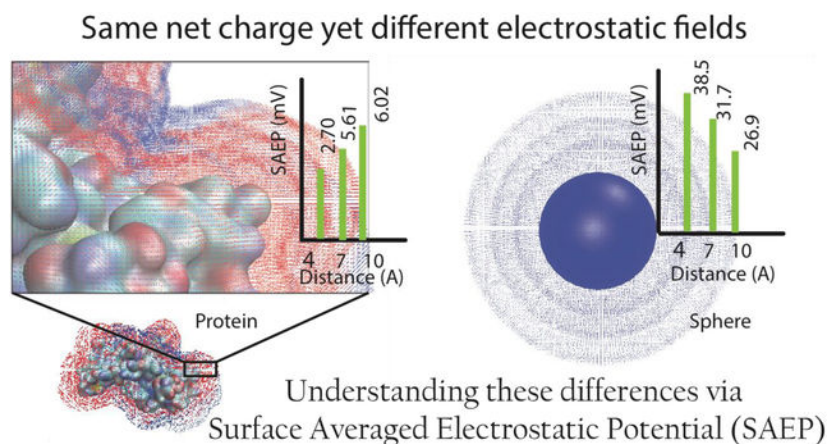 Same net charge yet different electrostatic fields
SAEP (mV)
2.70
5.61
6.02
4 7 10
Distance (A)
SAEP (mV)
38.5
31.7
26.9
4 7 10
Distance (A)
Protein
Sphere
Understanding these differences via
Surface Averaged Electrostatic Potential (SAEP)